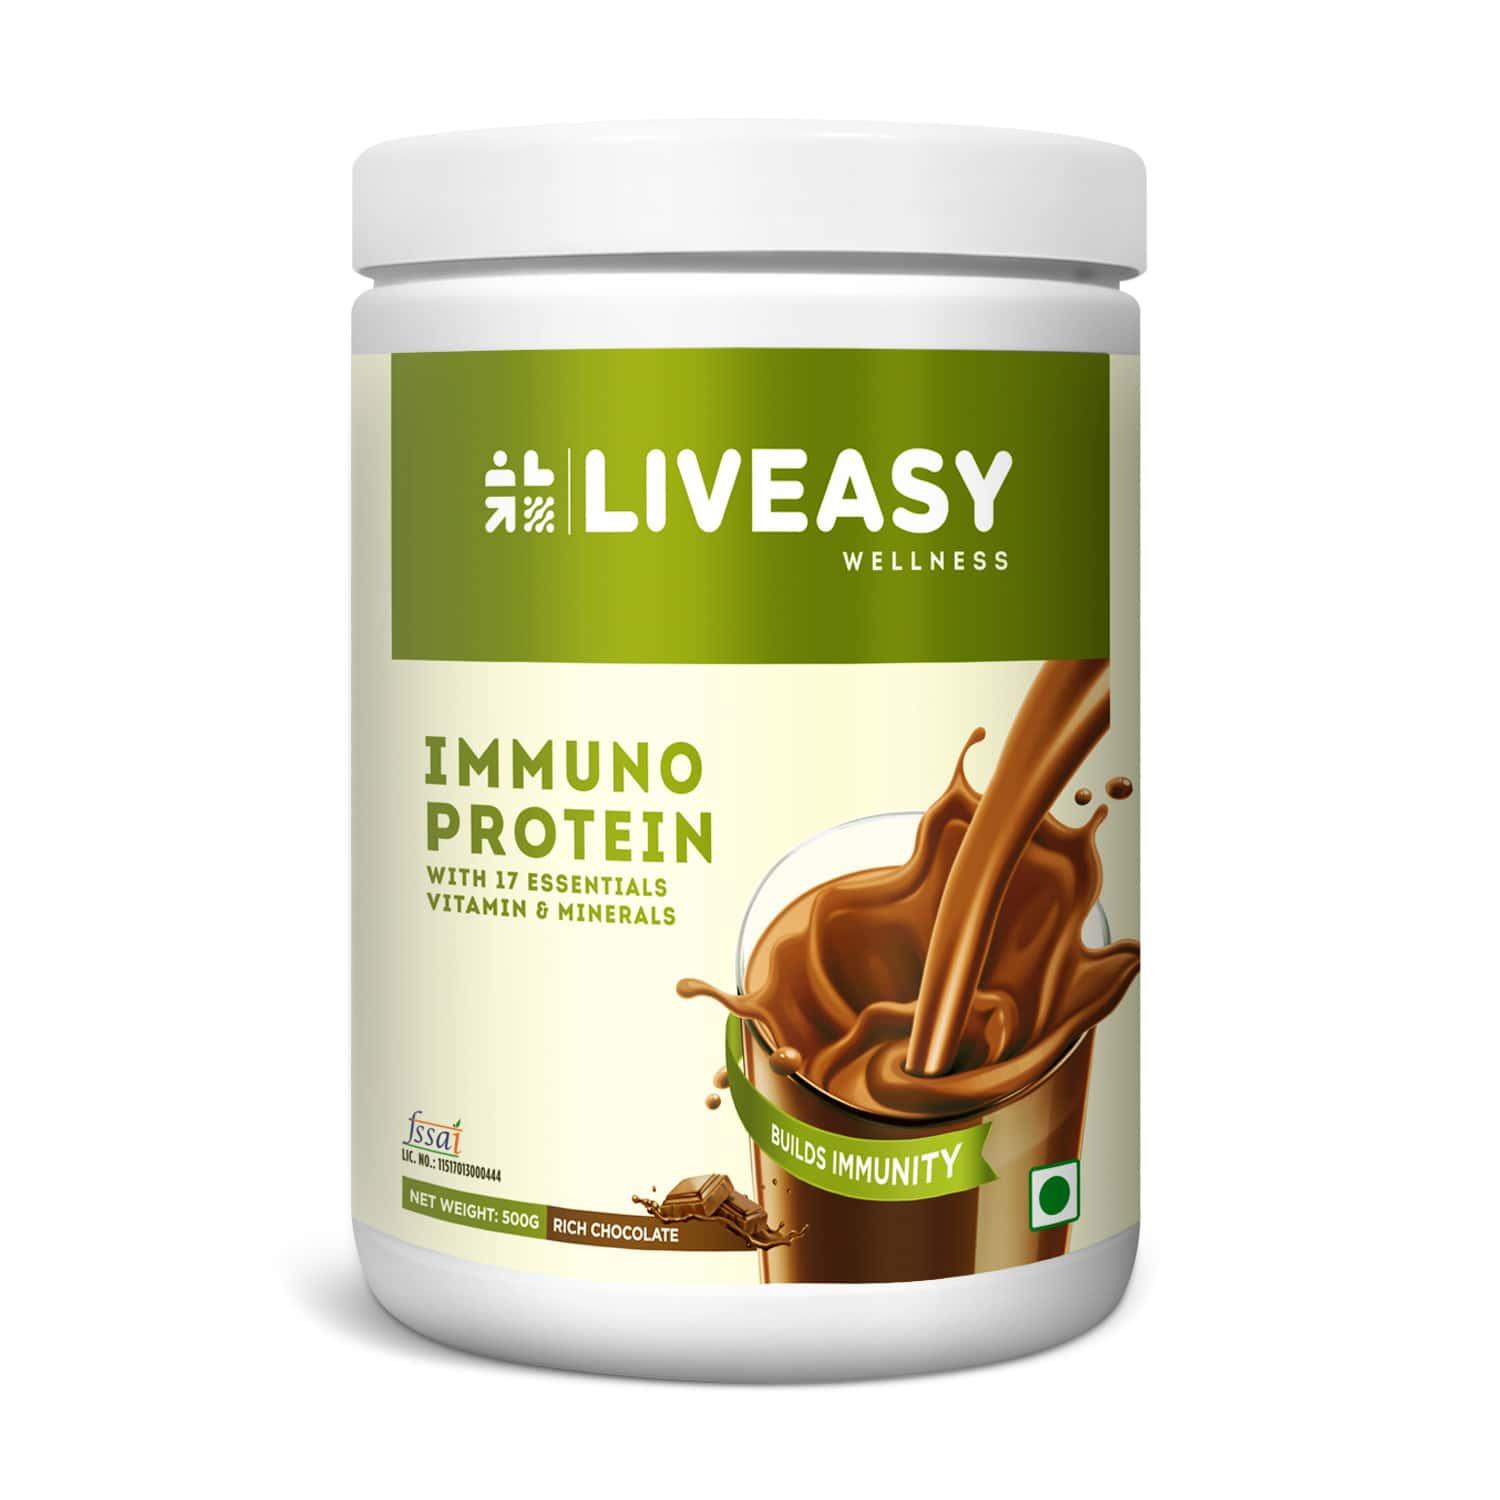 LIVEASY
WELLNESS
IMMUNO
PROTEIN
WITH 17 ESSENTIALS
VITAMIN & MINERALS
BUILDS IMMUNITY
fssai
LIC. NO.: 11517013000444
NET WEIGHT: 500G RICH CHOCOLATE